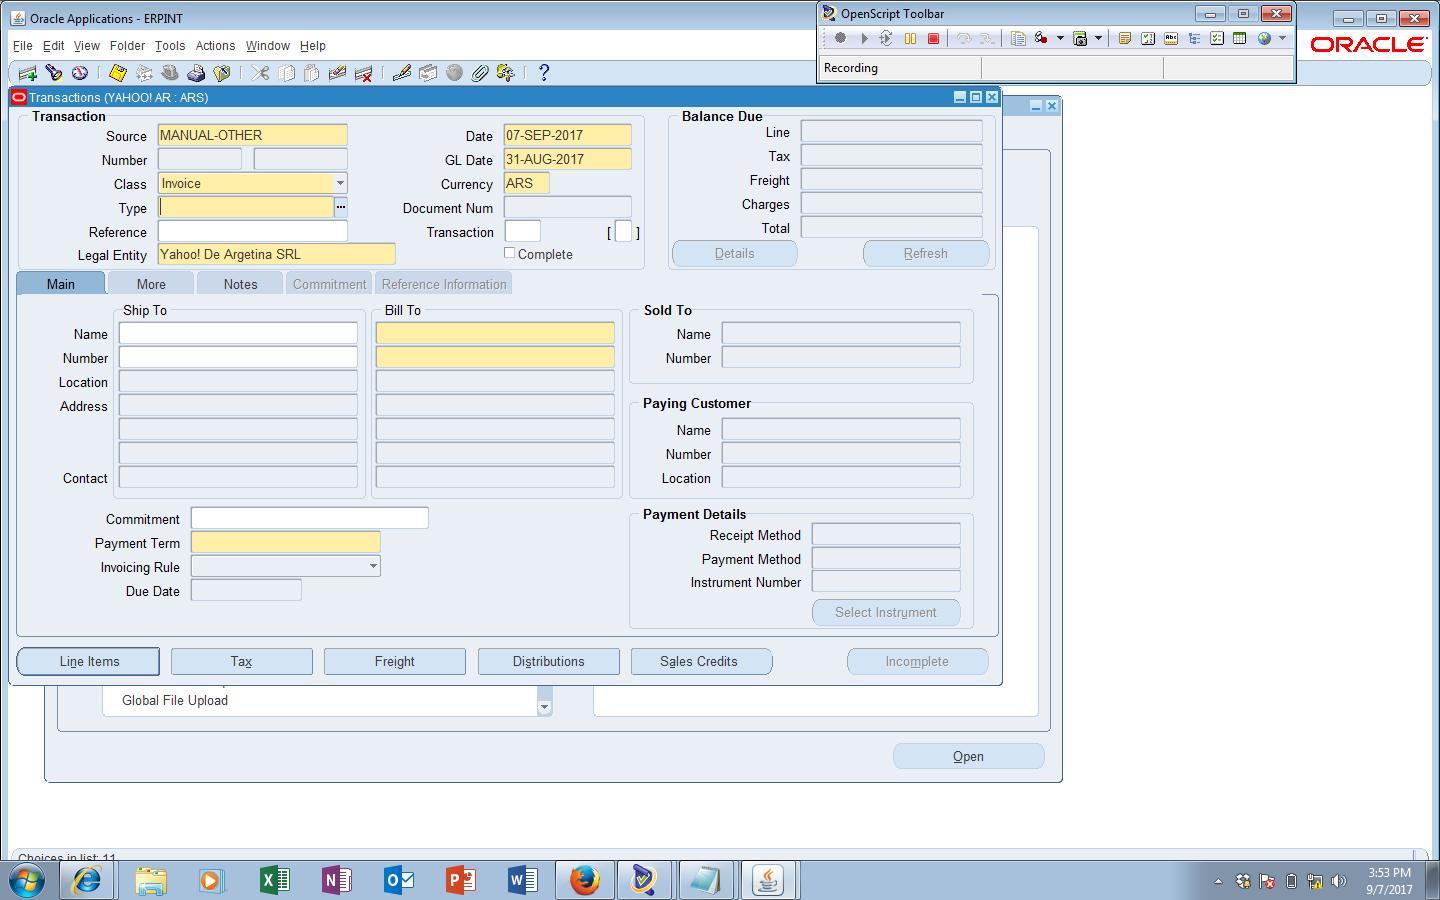 Oracle Applications - ERPINT
OpenScript Toolbar
File Edit View Folder Tools Actions Window Help
ORACLE
Recording
Transactions (YAHOO! AR : ARS)
Transaction
Source MANUAL-OTHER
Number
Class Invoice
Type ...
Reference
Legal Entity Yahoo! De Argetina SRL
Date 07-SEP-2017
GL Date 31-AUG-2017
Currency ARS
Document Num
Transaction [ ]
Complete
Balance Due
Line
Tax
Freight
Charges
Total
Details Refresh
Main More Notes Commitment Reference Information
Ship To Bill To
Name
Number
Location
Address
Contact
Sold To
Name
Number
Paying Customer
Name
Number
Location
Commitment
Payment Term
Invoicing Rule
Due Date
Payment Details
Receipt Method
Payment Method
Instrument Number
Select Instrument
Line Items Tax Freight Distributions Sales Credits Incomplete
Global File Upload
Open
Choices in list: 11
3:53 PM
9/7/2017